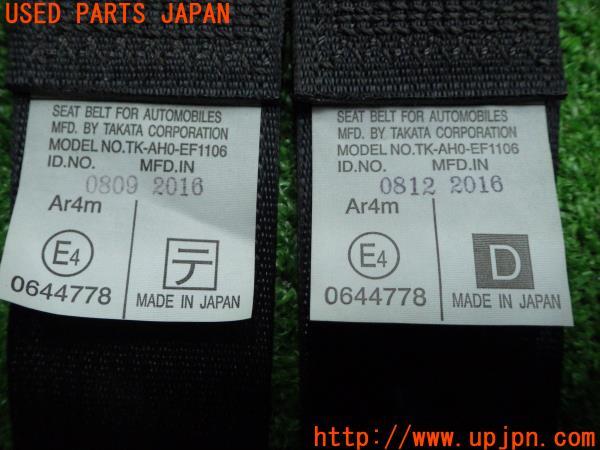 USED PARTS JAPAN
SEAT BELT FOR AUTOMOBILES
MFD. BY TAKATA CORPORATION
MODEL NO.TK-AH0-EF1106
ID.NO. MFD.IN
0809 2016
Ar4m
E4
0644778
テ
MADE IN JAPAN
SEAT BELT FOR AUTOMOBILES
MFD. BY TAKATA CORPORATION
MODEL NO.TK-AH0-EF1106
ID.NO. MFD.IN
0812 2016
Ar4m
E4
0644778
D
MADE IN JAPAN
http://www.upjpn.com/